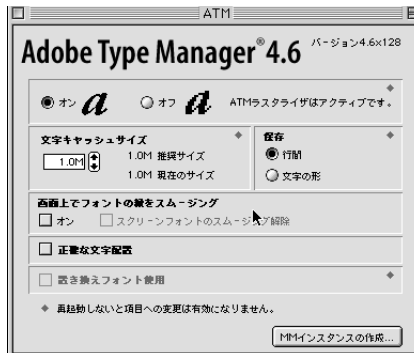 ATM
Adobe Type Manager®4.6 バージョン4.6x128
オン a オフ a ATMラスタライザはアクティブです。
文字キャッシュサイズ
1.0M 1.0M 推奨サイズ
1.0M 現在のサイズ
保存
行間
文字の形
画面上でフォントの縁をスムージング
オン スクリーンフォントのスムージング解除
正確な文字配置
置き換えフォント使用
再起動しないと項目への変更は有効になりません。
MMインスタンスの作成...